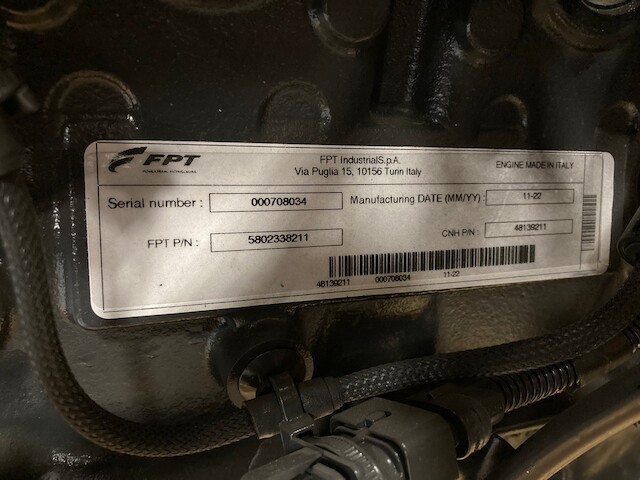 FPT
FPT IndustrialS.p.A.
Via Puglia 15, 10156 Turin Italy
ENGINE MADE IN ITALY
Serial number : 000708034
Manufacturing DATE (MM/YY) : 11-22
FPT P/N : 5802338211
CNH P/N : 48139211
48139211 000708034 11-22